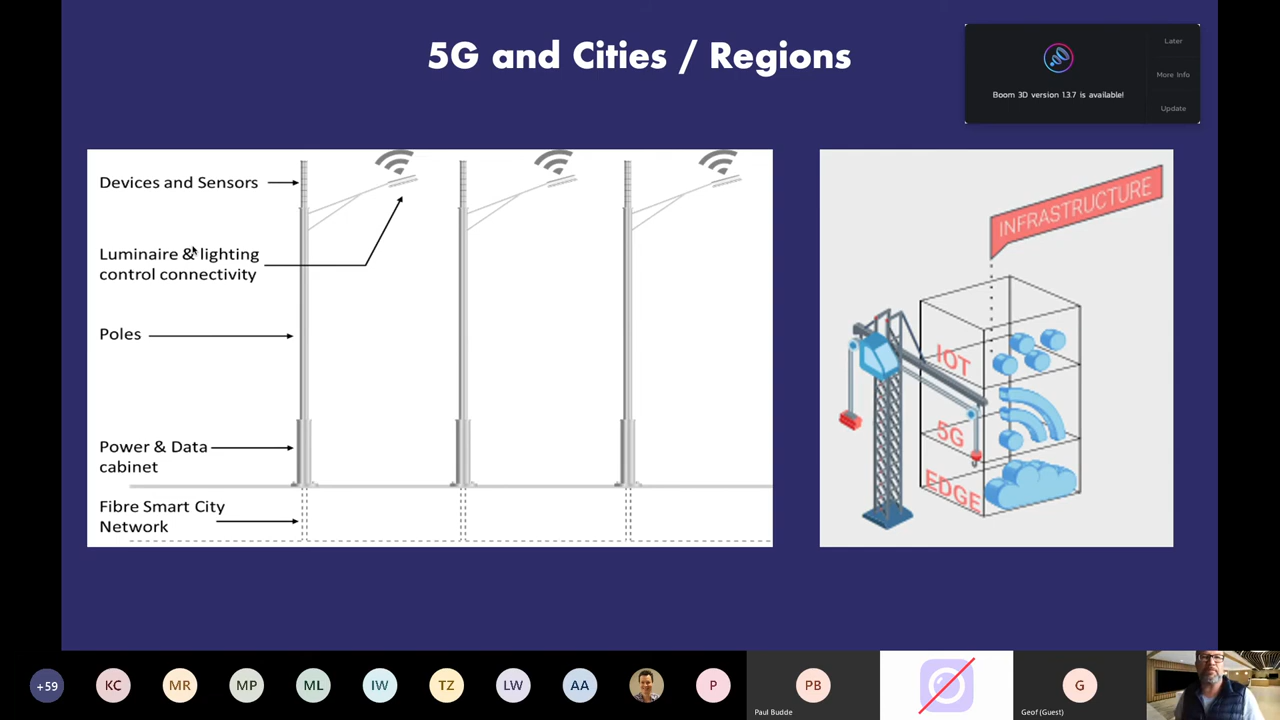 5G and Cities / Regions
Later
More Info
Boom 3D version 1.3.7 is available!
Update
Devices and Sensors
Luminaire & lighting
control connectivity
Poles
Power & Data
cabinet
Fibre Smart City
Network
INFRASTRUCTURE
IOT
5G
EDGE
+59
KC
MR
MP
ML
IW
TZ
LW
AA
P
PB
Paul Budde
G
Geof (Guest)